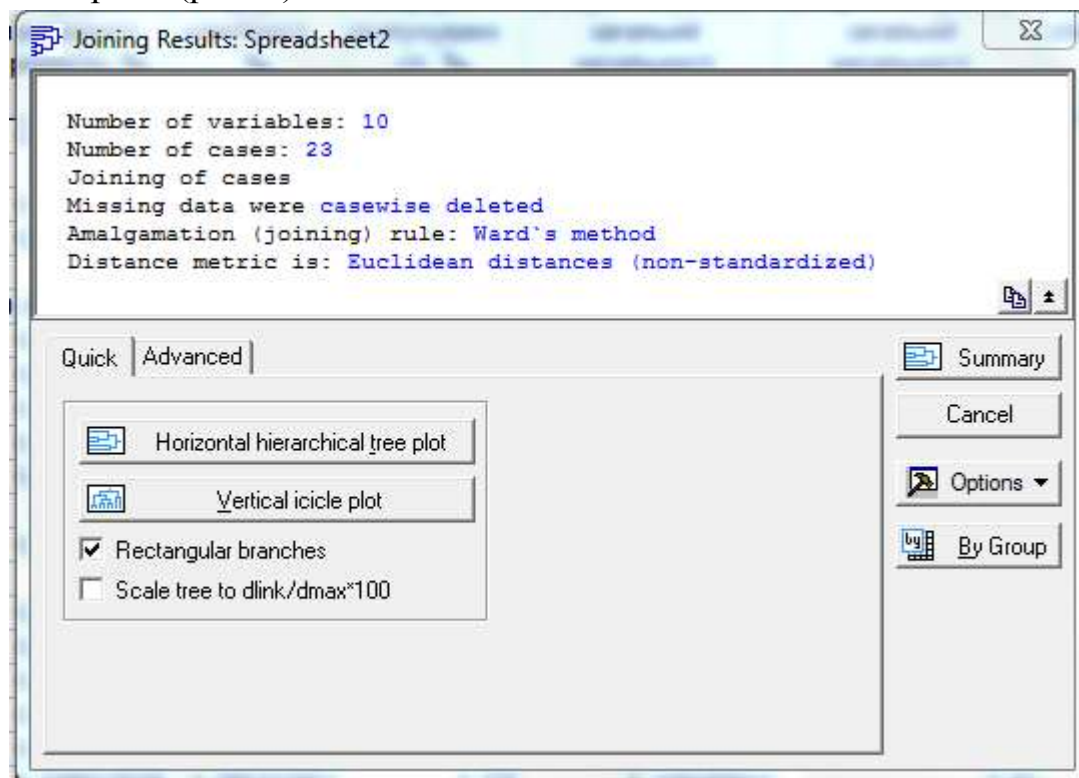 Joining Results: Spreadsheet2
Number of variables: 10
Number of cases: 23
Joining of cases
Missing data were casewise deleted
Amalgamation (joining) rule: Ward`s method
Distance metric is: Euclidean distances (non-standardized)
Quick
Advanced
Horizontal hierarchical tree plot
Vertical icicle plot
Rectangular branches
Scale tree to dlink/dmax*100
Summary
Cancel
Options
By Group